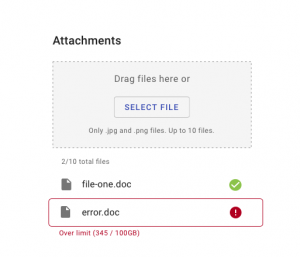 Attachments
Drag files here or
SELECT FILE
Only .jpg and .png files. Up to 10 files.
2/10 total files
file-one.doc
error.doc
Over limit (345 / 100GB)